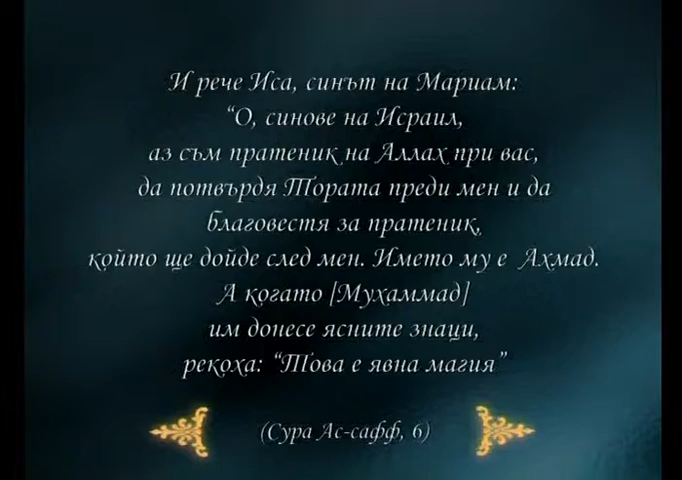 И рече Иса, синът на Мариам:
“О, синове на Исраил,
аз съм пратеник на Аллах при вас,
да потвърдя Тората преди мен и да
благовестя за пратеник,
който ще дойде след мен. Името му е Ахмад.
А когато [Мухаммад]
им донесе ясните знаци,
рекоха: “Това е явна магия”
(Сура Ас-сафф, 6)